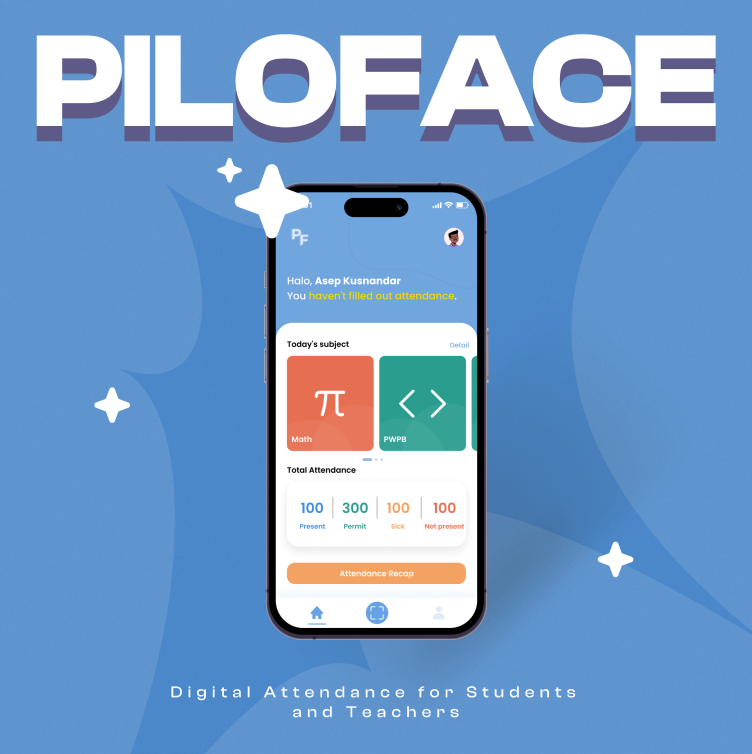 PILOFACE
PF
Halo, Asep Kusnandar
You haven't filled out attendance.
Today's subject
Detail
Math
PWPB
Total Attendance
100 300 100 100
Present Permit Sick Not present
Attendance Recap
Digital Attendance for Students
and Teachers